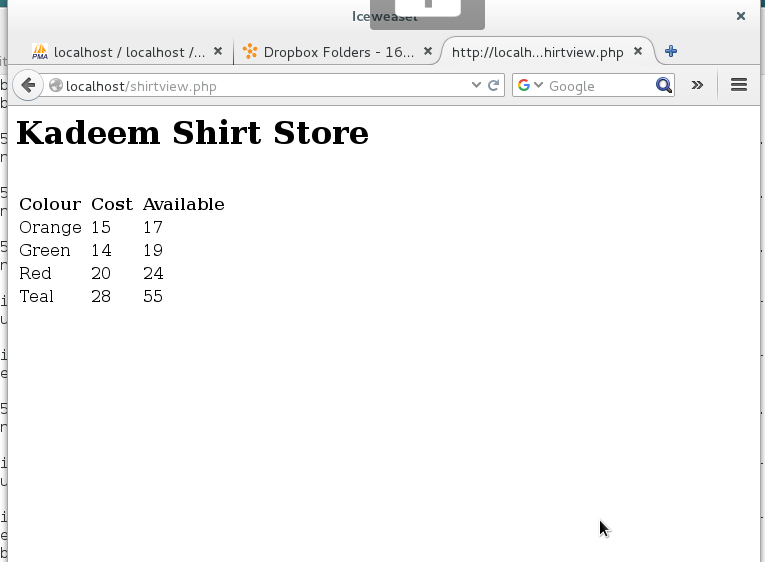 Iceweasel
localhost / localhost /... Dropbox Folders - 16... http://localh...hirtview.php
localhost/shirtview.php Google
Kadeem Shirt Store
Colour Cost Available
Orange 15 17
Green 14 19
Red 20 24
Teal 28 55